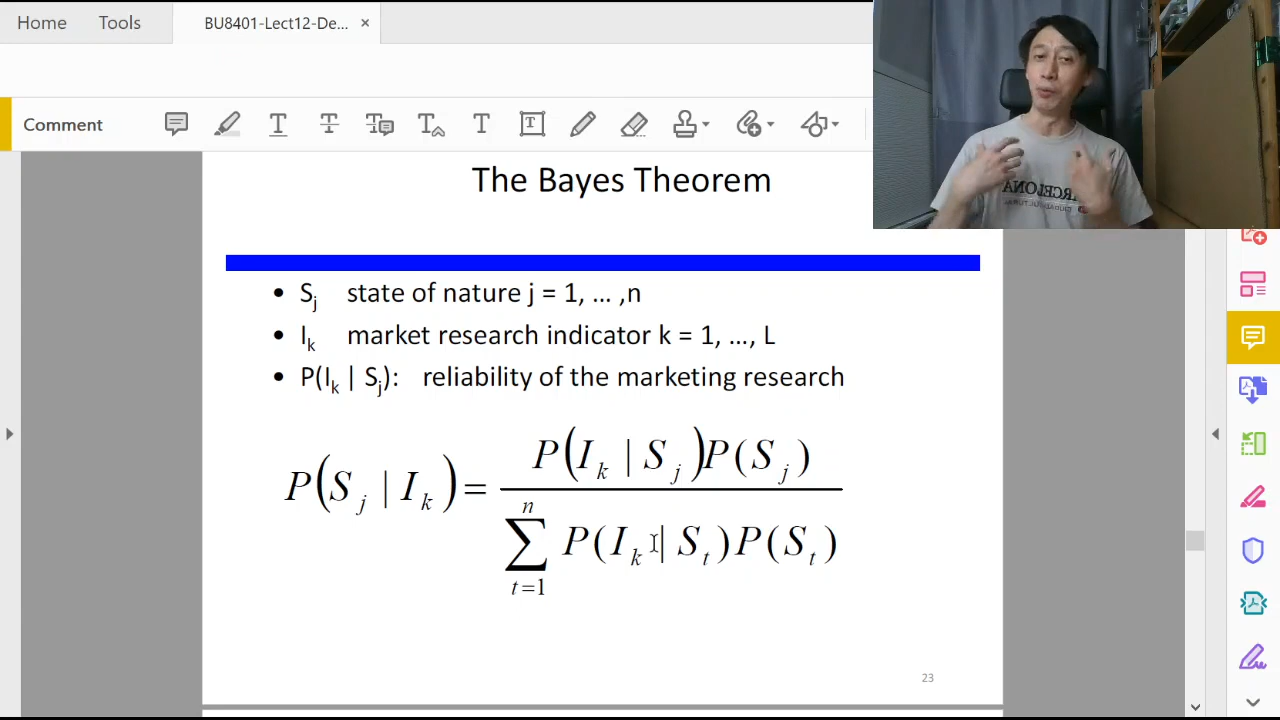 Home Tools BU8401-Lect12-De... ×
Comment
The Bayes Theorem
• Sj state of nature j = 1, … ,n
• Ik market research indicator k = 1, …, L
• P(Ik | Sj): reliability of the marketing research
P(Sj | Ik) = P(Ik | Sj)P(Sj)
n
∑ P(Ik | St)P(St)
t=1
23
BARCELONA